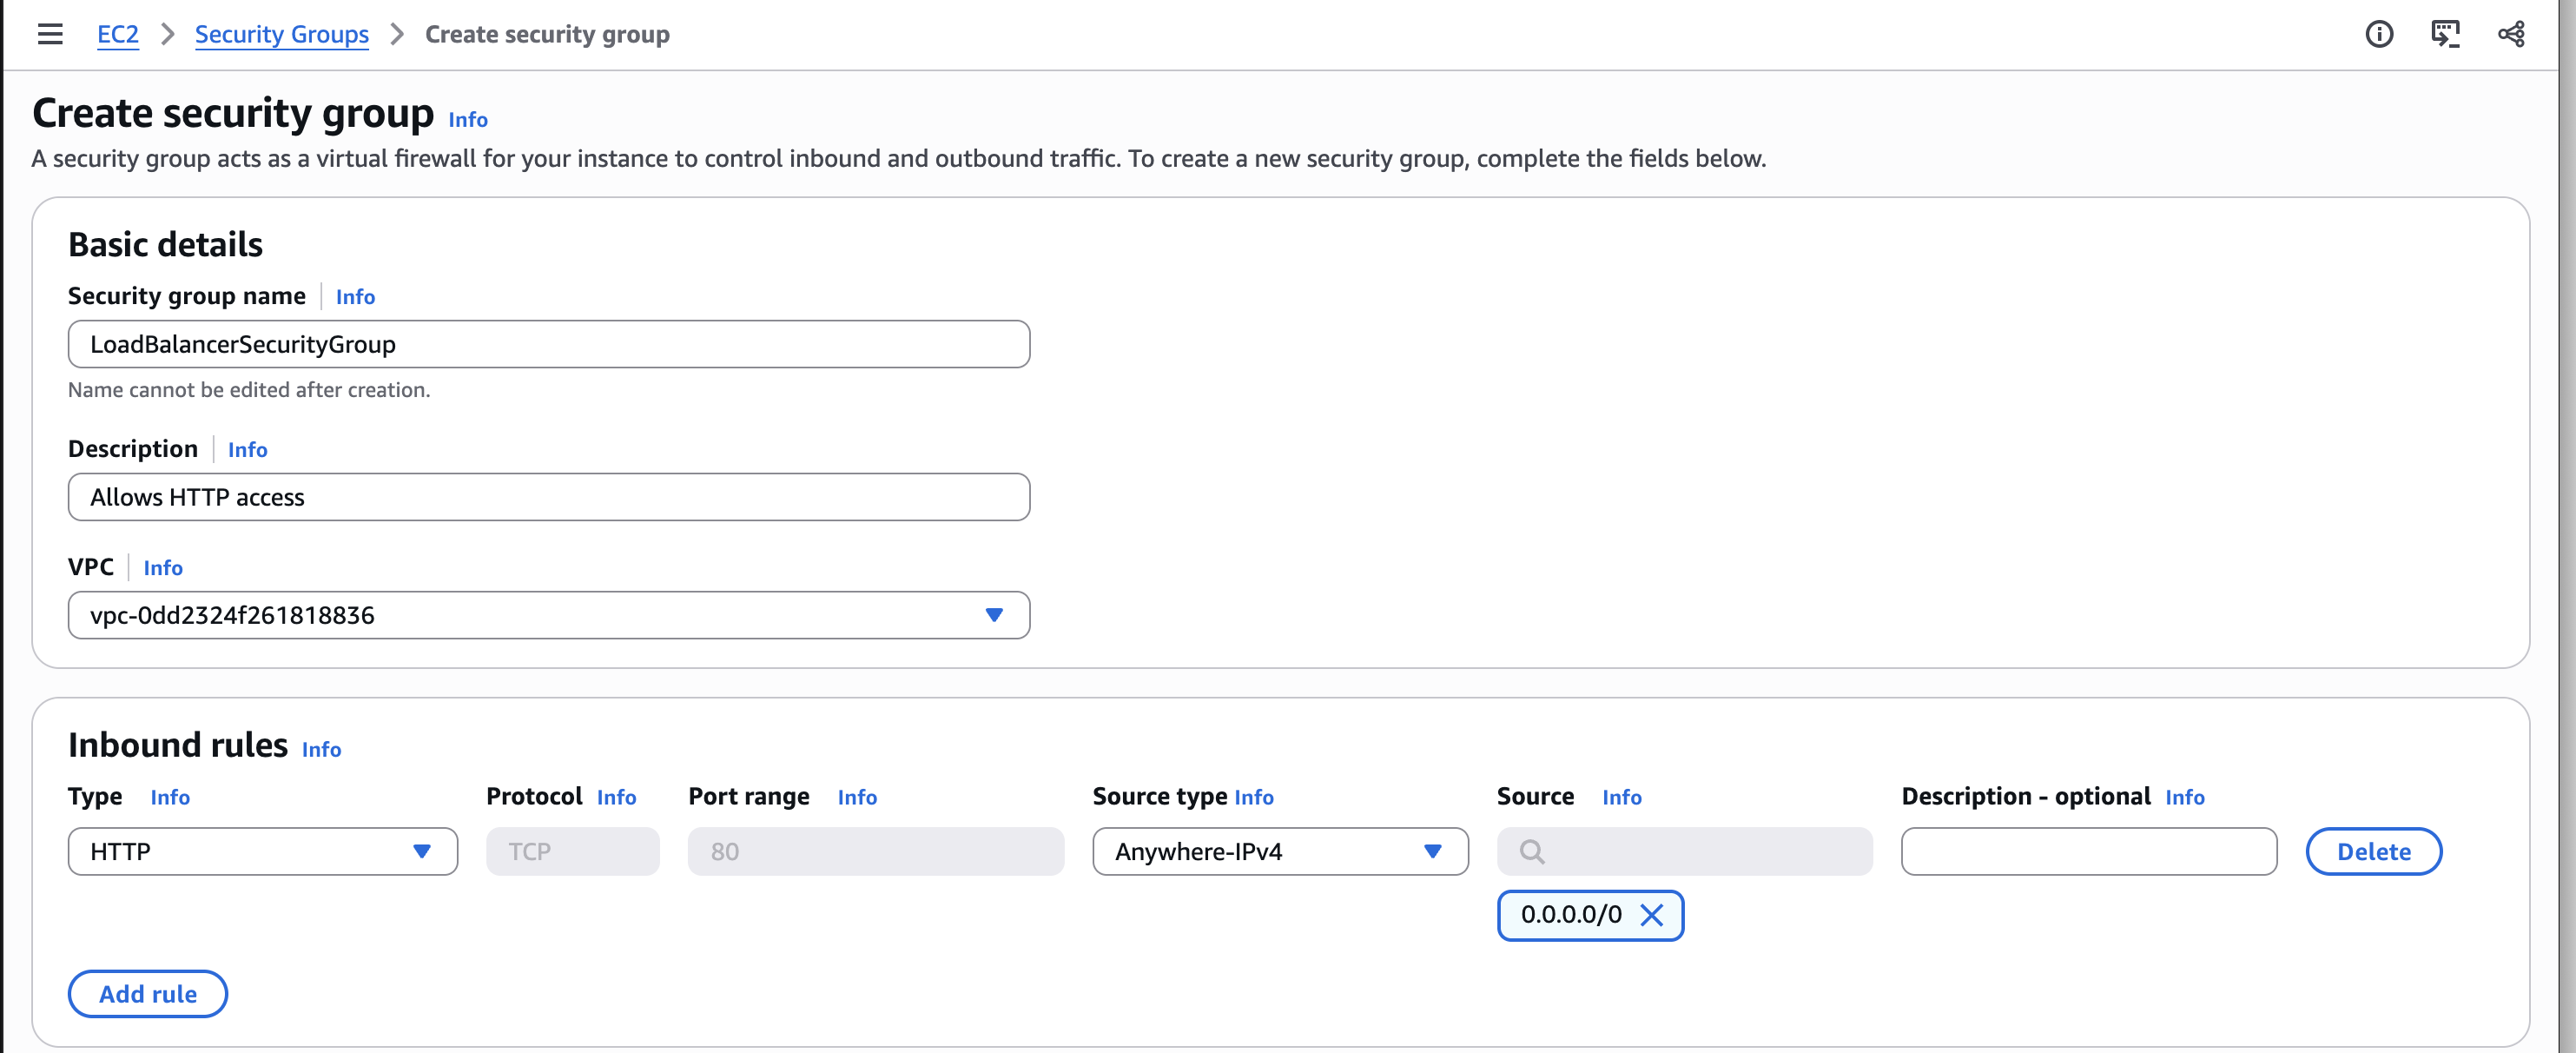 EC2 > Security Groups > Create security group
Create security group Info
A security group acts as a virtual firewall for your instance to control inbound and outbound traffic. To create a new security group, complete the fields below.
Basic details
Security group name Info
LoadBalancerSecurityGroup
Name cannot be edited after creation.
Description Info
Allows HTTP access
VPC Info
vpc-0dd2324f261818836
Inbound rules Info
Type Info Protocol Info Port range Info Source type Info Source Info Description - optional Info
HTTP TCP 80 Anywhere-IPv4 Delete
0.0.0.0/0
Add rule